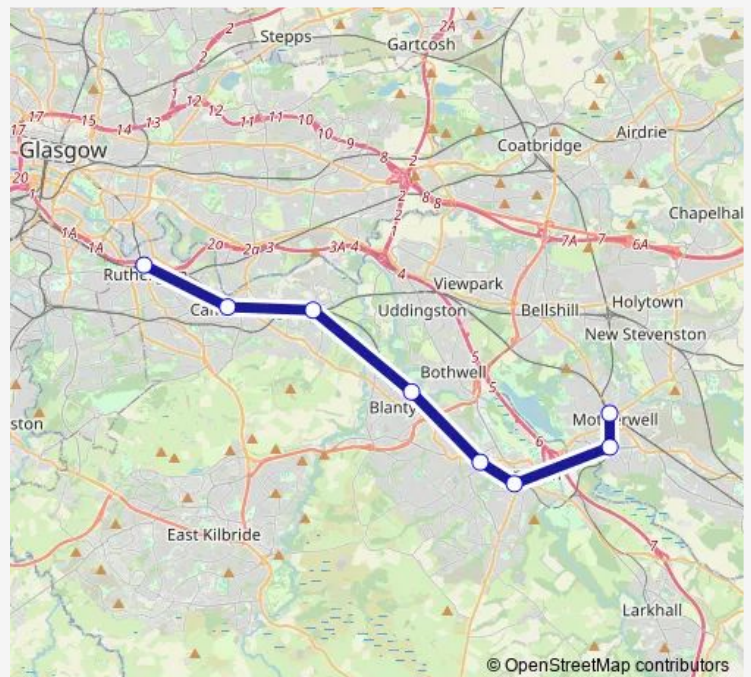 2
2A
Stepps
Gartcosh
2
1
12
12
11
11
10
10
17
15
14
13
17
9
Airdrie
Coatbridge
Glasgow
8
2
20
2
8
8
1
2
Chapelhal
1A
2a
2a
3
3A
4
1
7A
7
6A
1A
4
Viewpark
Uddingston
Bellshill
Holytown
New Stevenston
5
Bothwell
5
Blanty
ston
6
East Kilbride
7
Larkhall
© OpenStreetMap contributors